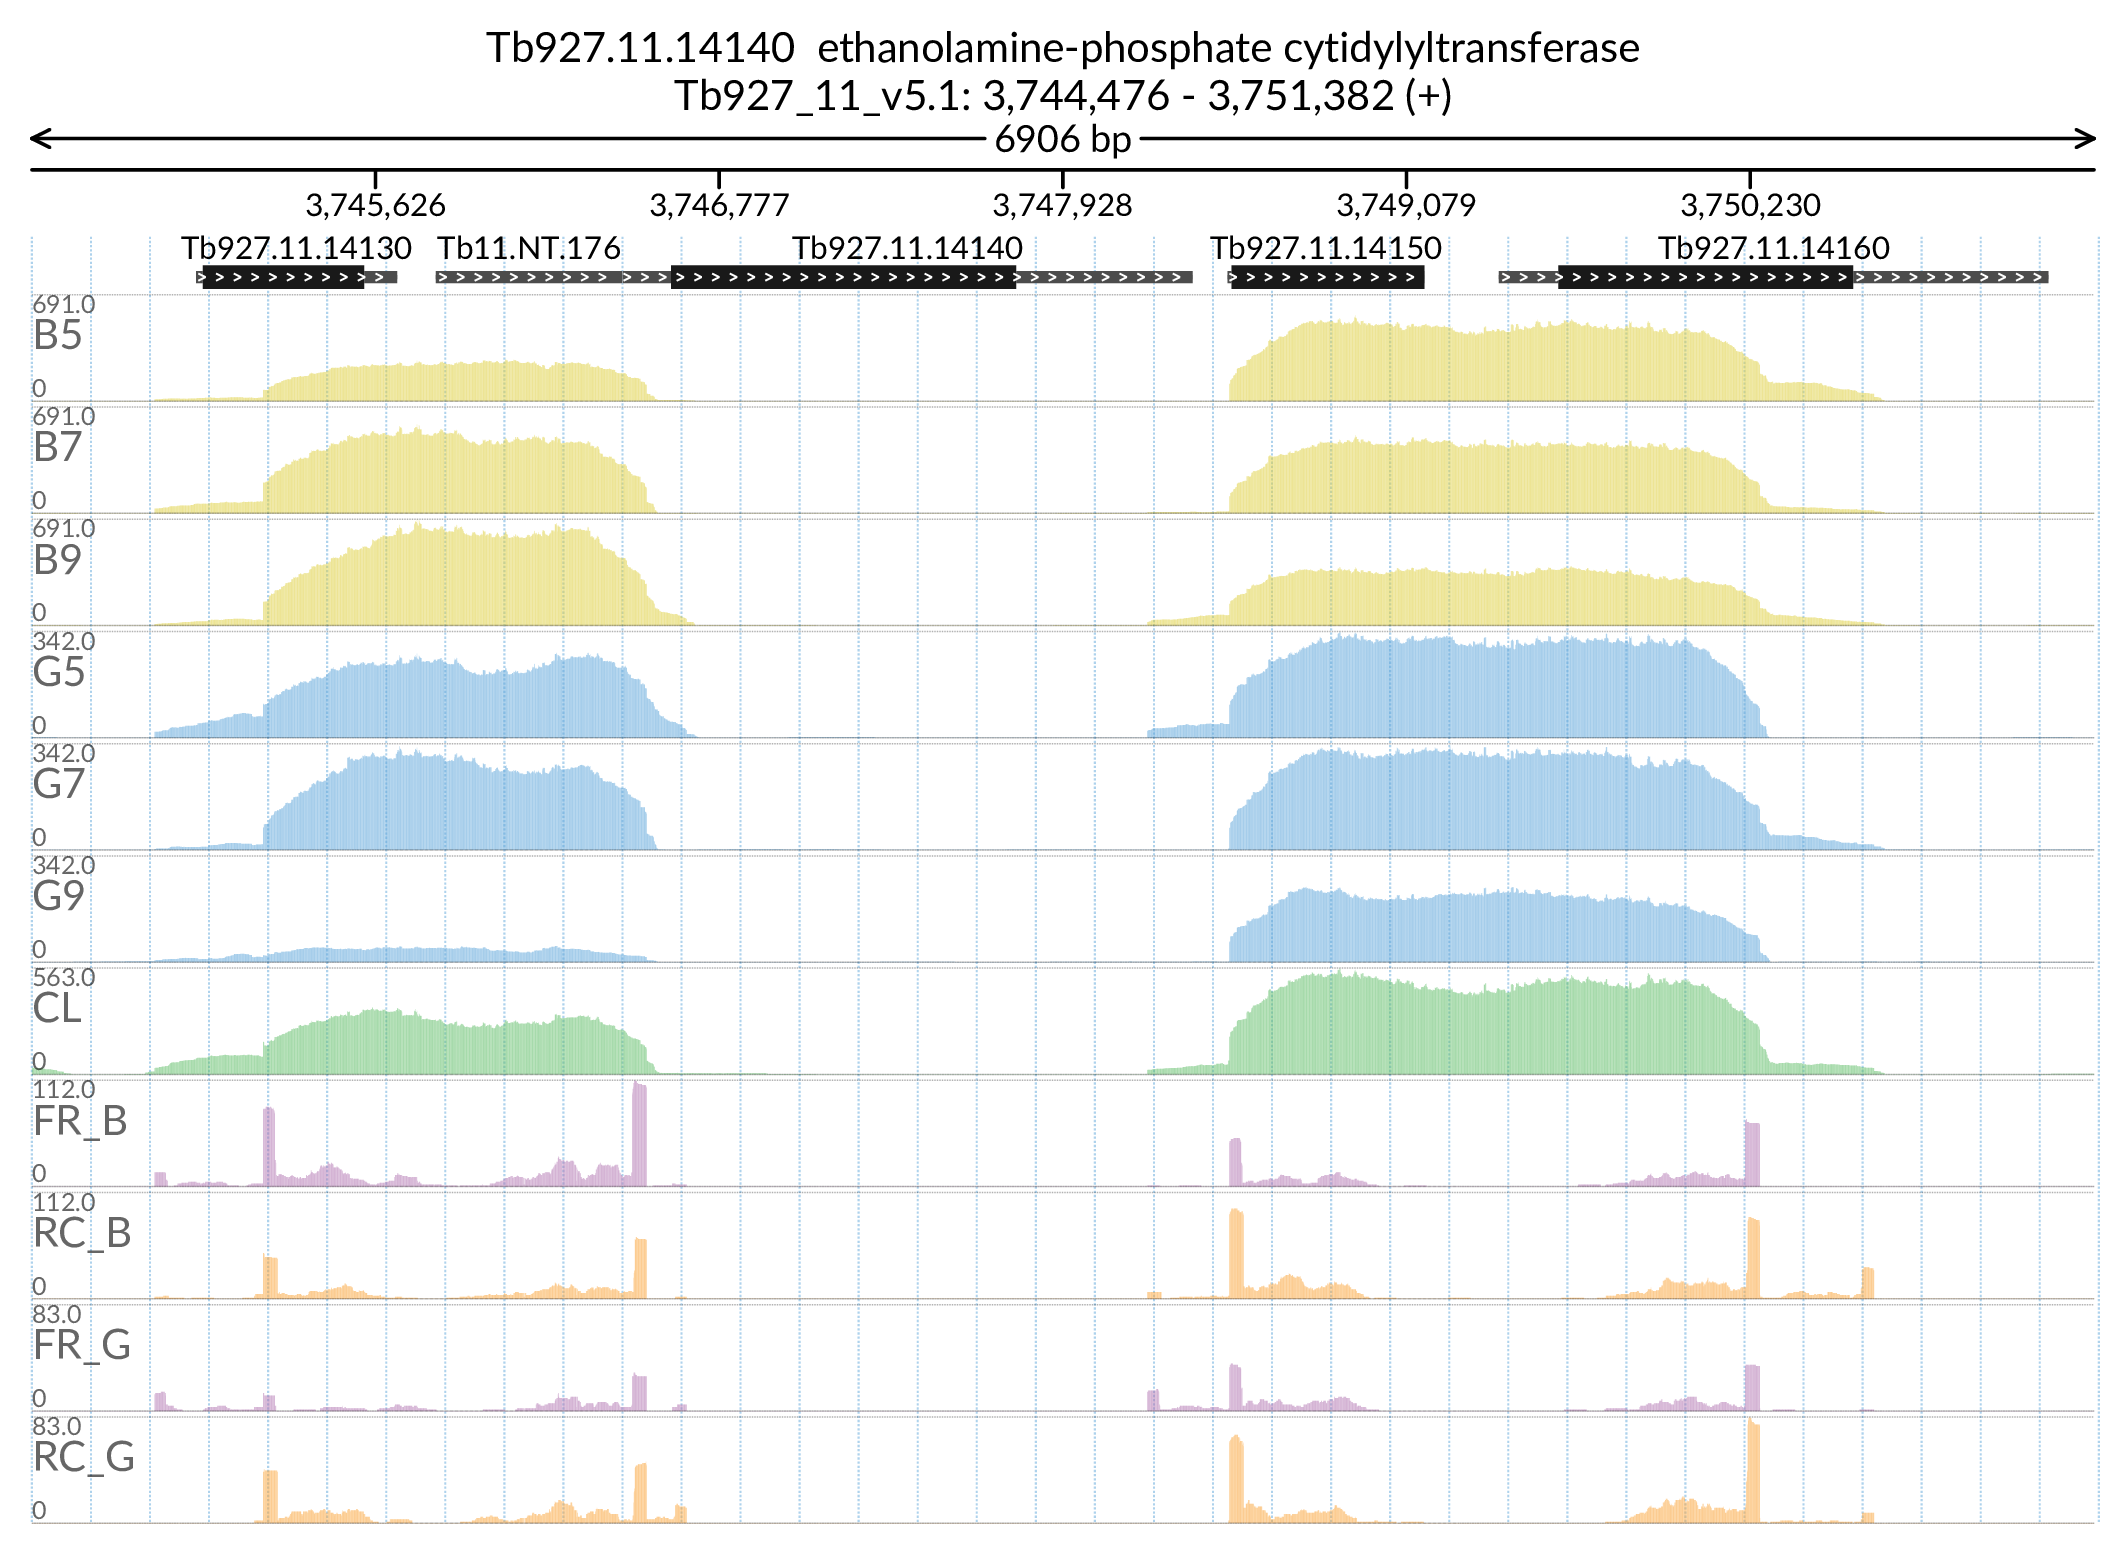 Tb927.11.14140 ethanolamine-phosphate cytidylyltransferase
Tb927_11_v5.1: 3,744,476 - 3,751,382 (+)
6906 bp
3,745,626 3,746,777 3,747,928 3,749,079 3,750,230
Tb927.11.14130 Tb11.NT.176 Tb927.11.14140 Tb927.11.14150 Tb927.11.14160
691.0
B5
0
691.0
B7
0
691.0
B9
0
342.0
G5
0
342.0
G7
0
342.0
G9
0
563.0
CL
0
112.0
FR_B
0
112.0
RC_B
0
83.0
FR_G
0
83.0
RC_G
0